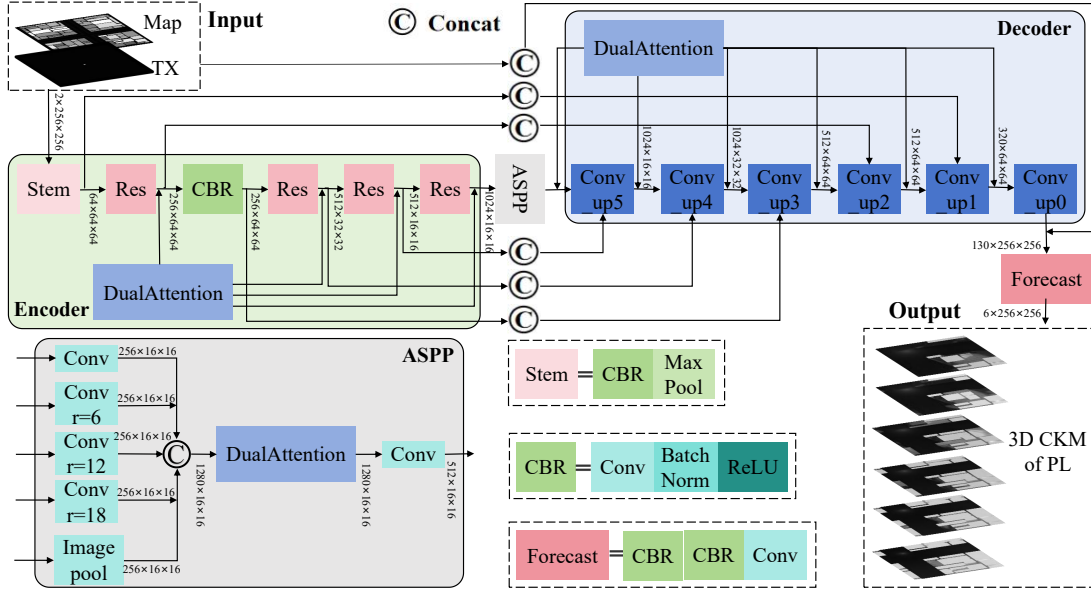 Map
Input
TX
© Concat
Decoder
DualAttention
2×256×256
C
C
C
1024×16×16
1024×32×32
512×64×64
512×64×64
320×64×64
Stem
Res
CBR
Res
Res
Res
ASPP
Conv
_up5
Conv
_up4
Conv
_up3
Conv
_up2
Conv
_up1
Conv
_up0
64×64×64
256×64×64
256×64×64
512×32×32
512×16×16
1024×16×16
DualAttention
Encoder
C
C
C
130×256×256
Forecast
6×256×256
Output
3D CKM
of PL
ASPP
Conv
256×16×16
Conv
r=6
256×16×16
Conv
r=12
256×16×16
Conv
r=18
256×16×16
Image
pool
256×16×16
C
1280×16×16
DualAttention
1280×16×16
Conv
512×16×16
Stem = CBR Max
Pool
CBR = Conv Batch
Norm ReLU
Forecast = CBR CBR Conv